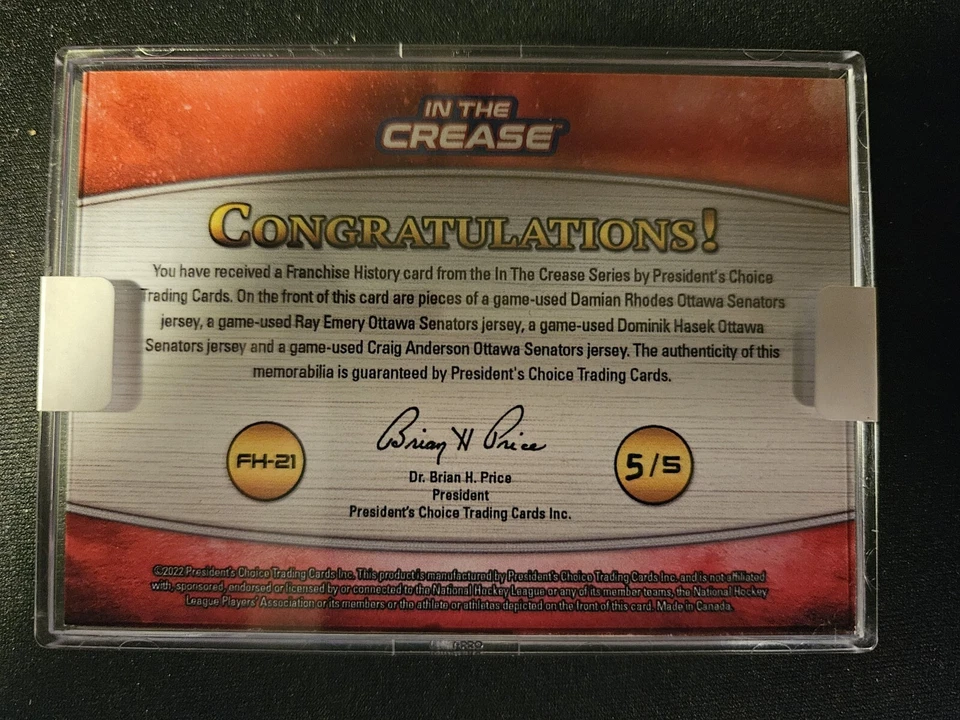 IN THE
CREASE™
CONGRATULATIONS!
You have received a Franchise History card from the In The Crease Series by President's Choice
Trading Cards. On the front of this card are pieces of a game-used Damian Rhodes Ottawa Senators
jersey, a game-used Ray Emery Ottawa Senators jersey, a game-used Dominik Hasek Ottawa
Senators jersey and a game-used Craig Anderson Ottawa Senators jersey. The authenticity of this
memorabilia is guaranteed by President's Choice Trading Cards.
Brian H Price
FH-21
5/5
Dr. Brian H. Price
President
President's Choice Trading Cards Inc.
©2022 President's Choice Trading Cards Inc. This product is manufactured by President's Choice Trading Cards Inc. and is not affiliated
with, sponsored, endorsed or licensed by or connected to the National Hockey League or any of its member teams, the National Hockey
League Players' Association or its members or the athlete or athletes depicted on the front of this card. Made in Canada.